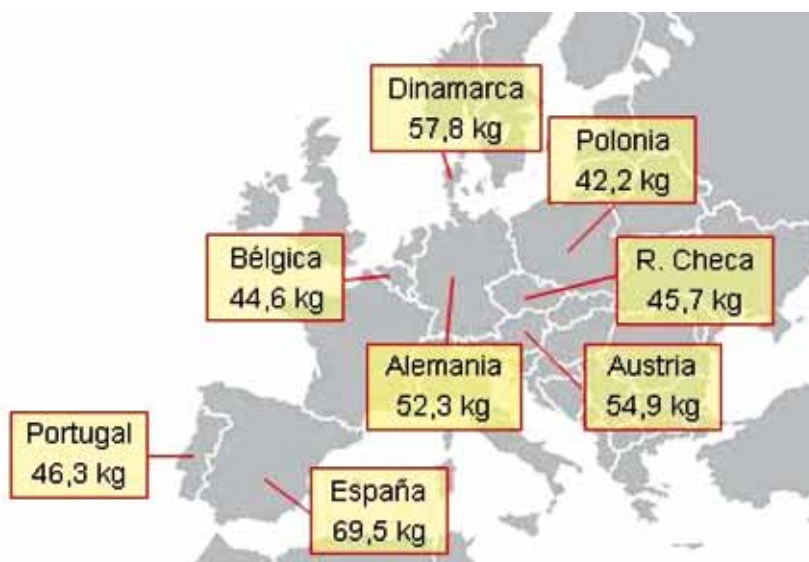 Dinamarca
57,8 kg
Polonia
42,2 kg
Bélgica
44,6 kg
R. Checa
45,7 kg
Alemania
52,3 kg
Austria
54,9 kg
Portugal
46,3 kg
España
69,5 kg